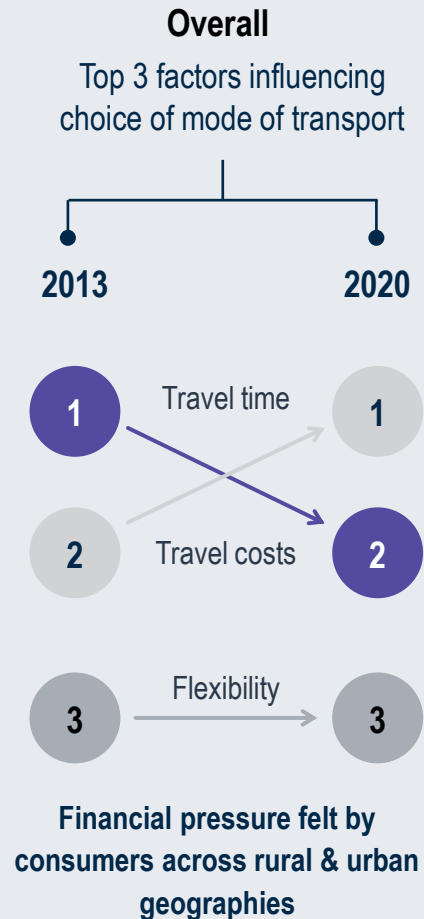 Overall
Top 3 factors influencing
choice of mode of transport
2013 2020
1 Travel time 1
2 Travel costs 2
3 Flexibility 3
Financial pressure felt by
consumers across rural & urban
geographies